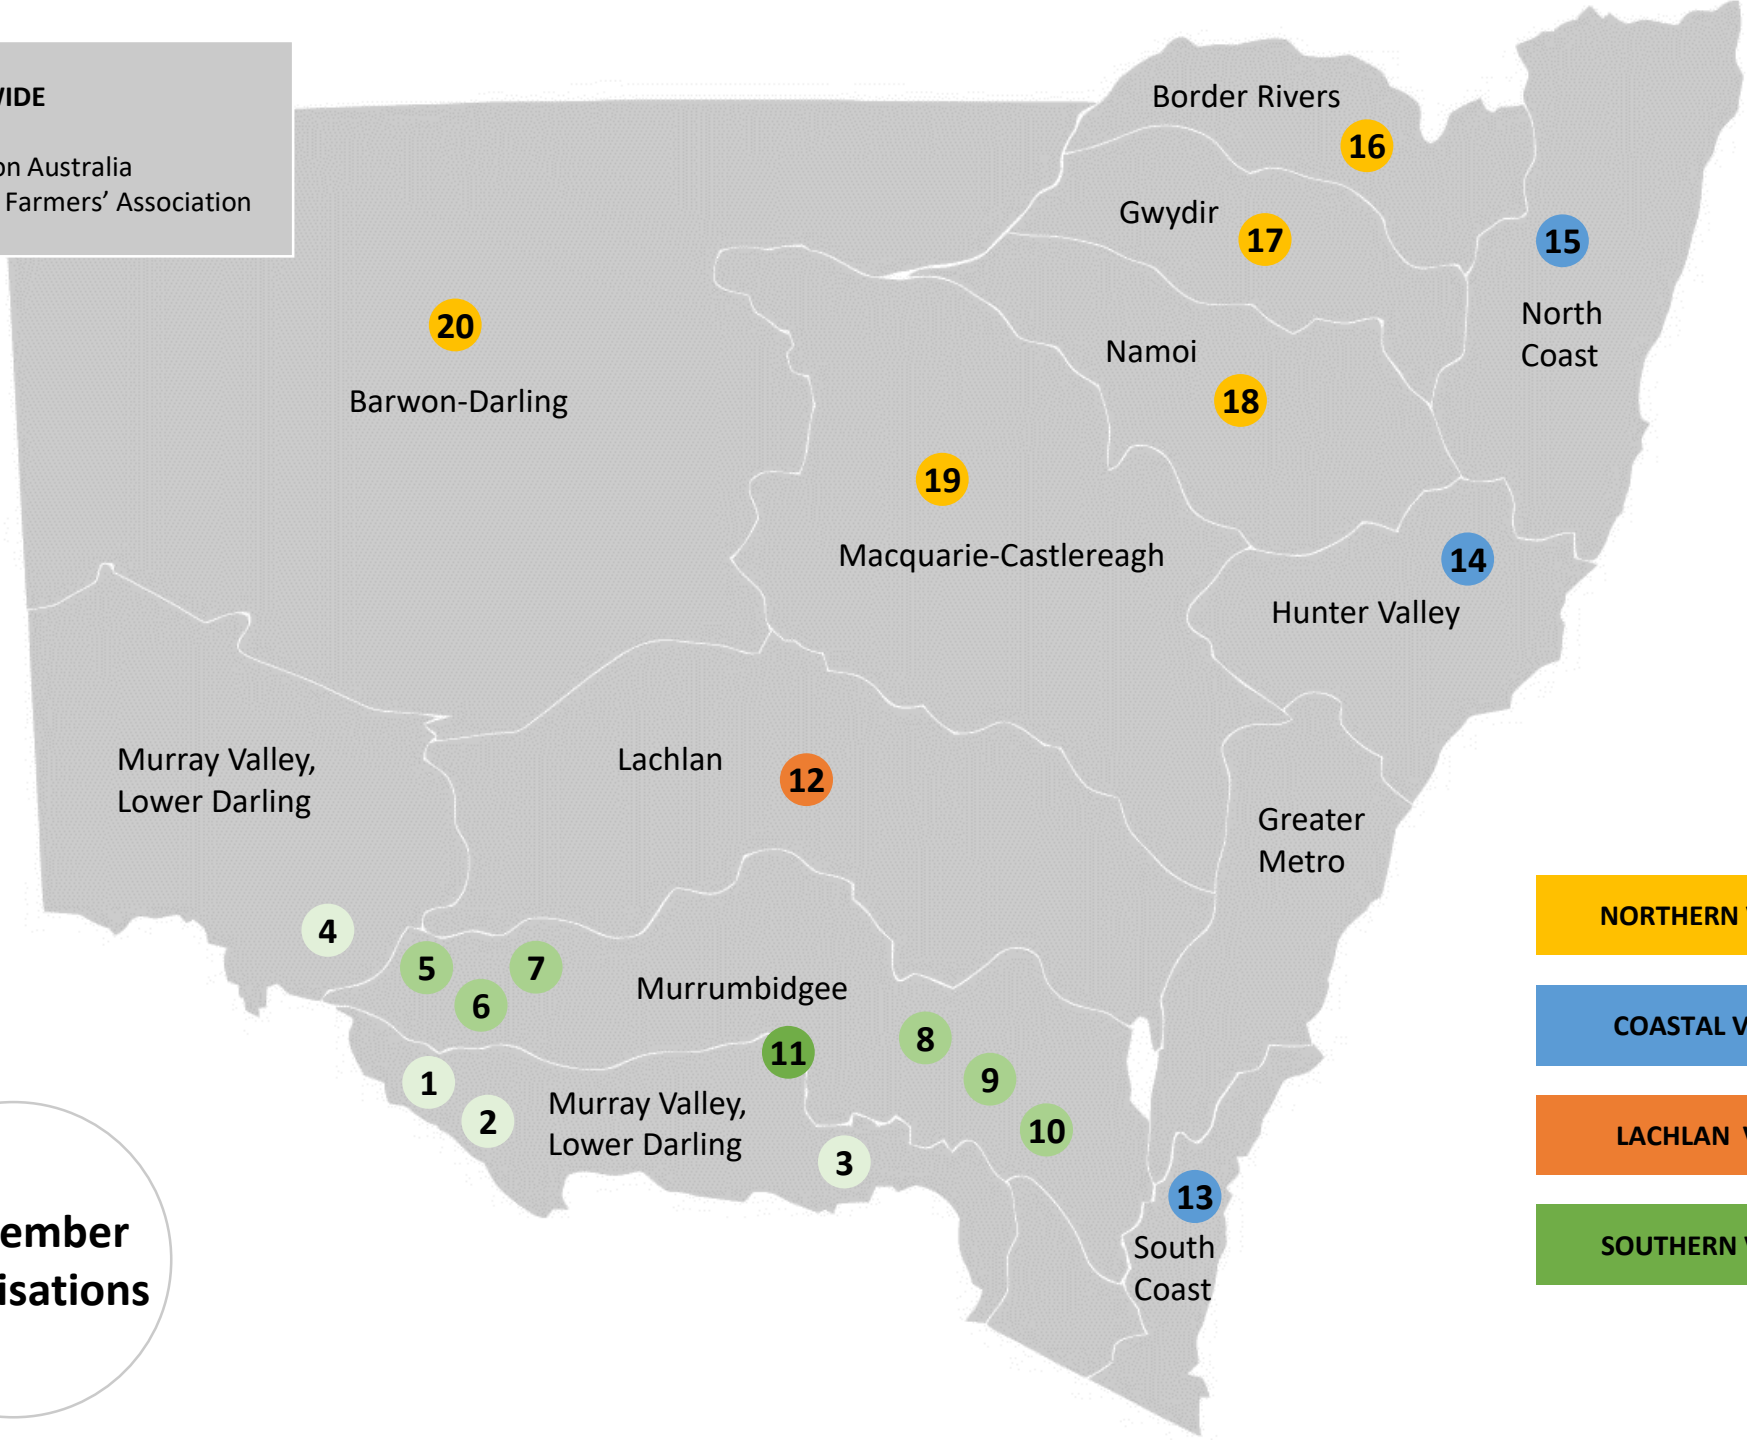 WIDE
on Australia
Farmers’ Association
Border Rivers
16
Gwydir
17
15
North
Coast
20
Barwon-Darling
Namoi
18
19
Macquarie-Castlereagh
14
Hunter Valley
Murray Valley,
Lower Darling
Lachlan
12
Greater
Metro
4
5
6
7
Murrumbidgee
11
8
9
10
1
2
Murray Valley,
Lower Darling
3
13
South
Coast
NORTHERN
COASTAL V
LACHLAN
SOUTHERN
ember
isations